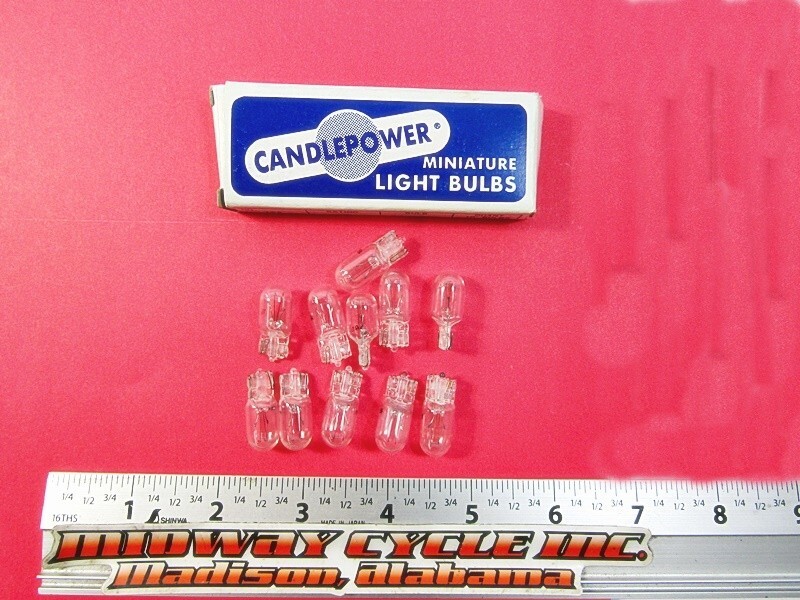 CANDLEPOWER®
MINIATURE
LIGHT BULBS
1/4 1/2 3/4 1 1/4 1/2 3/4 2 1/4 1/2 3/4 3 1/4 1/2 3/4 4 1/4 1/2 3/4 5 1/4 1/2 3/4 6 1/4 1/2 3/4 7 1/4 1/2 3/4 8 1/4 1/2 3/4 9
16THS SHINWA MADE IN JAPAN
MIDWAY CYCLE INC.
Madison, Alabama